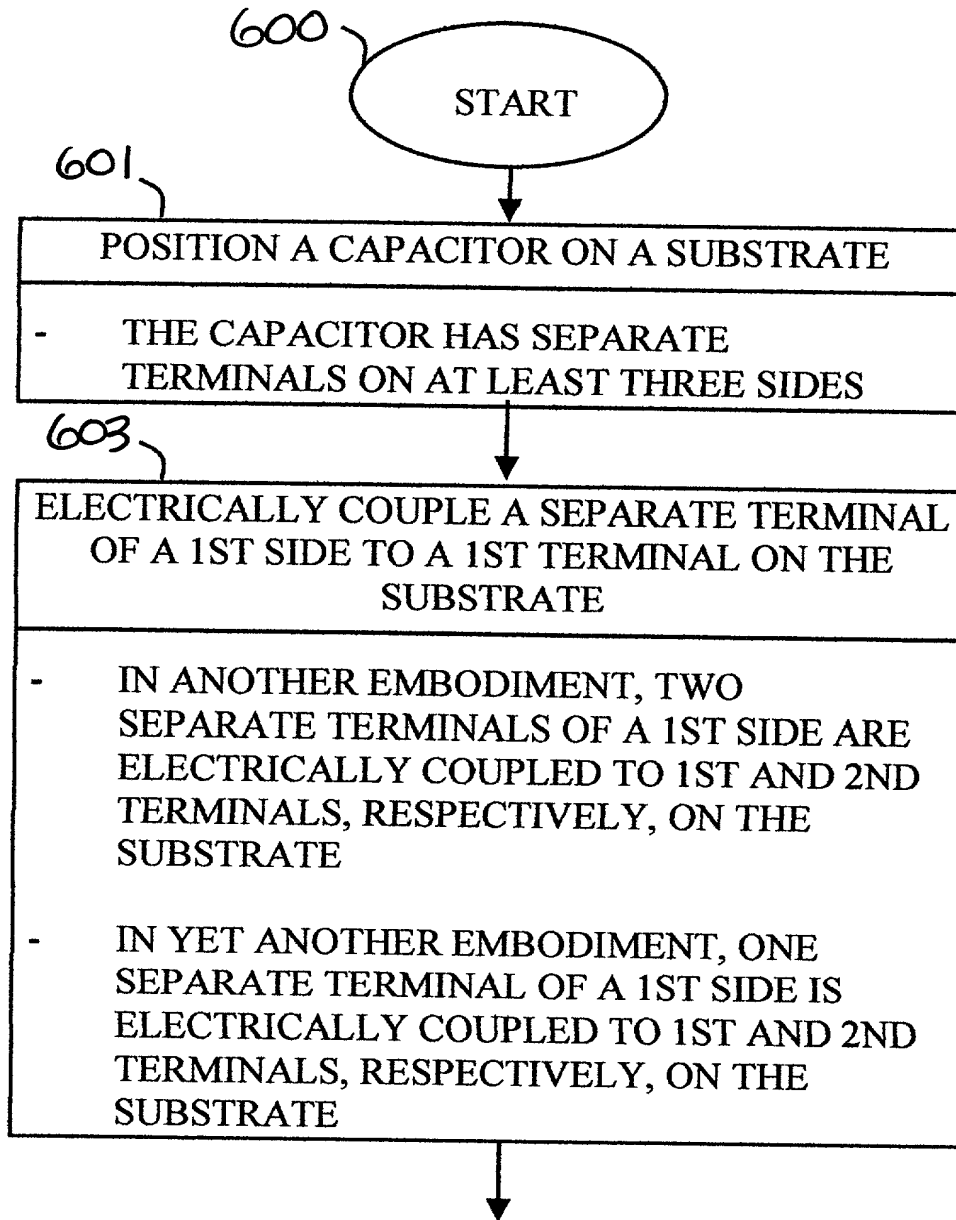 600
START
601
POSITION A CAPACITOR ON A SUBSTRATE
- THE CAPACITOR HAS SEPARATE
TERMINALS ON AT LEAST THREE SIDES
603
ELECTRICALLY COUPLE A SEPARATE TERMINAL
OF A 1ST SIDE TO A 1ST TERMINAL ON THE
SUBSTRATE
- IN ANOTHER EMBODIMENT, TWO
SEPARATE TERMINALS OF A 1ST SIDE ARE
ELECTRICALLY COUPLED TO 1ST AND 2ND
TERMINALS, RESPECTIVELY, ON THE
SUBSTRATE
- IN YET ANOTHER EMBODIMENT, ONE
SEPARATE TERMINAL OF A 1ST SIDE IS
ELECTRICALLY COUPLED TO 1ST AND 2ND
TERMINALS, RESPECTIVELY, ON THE
SUBSTRATE